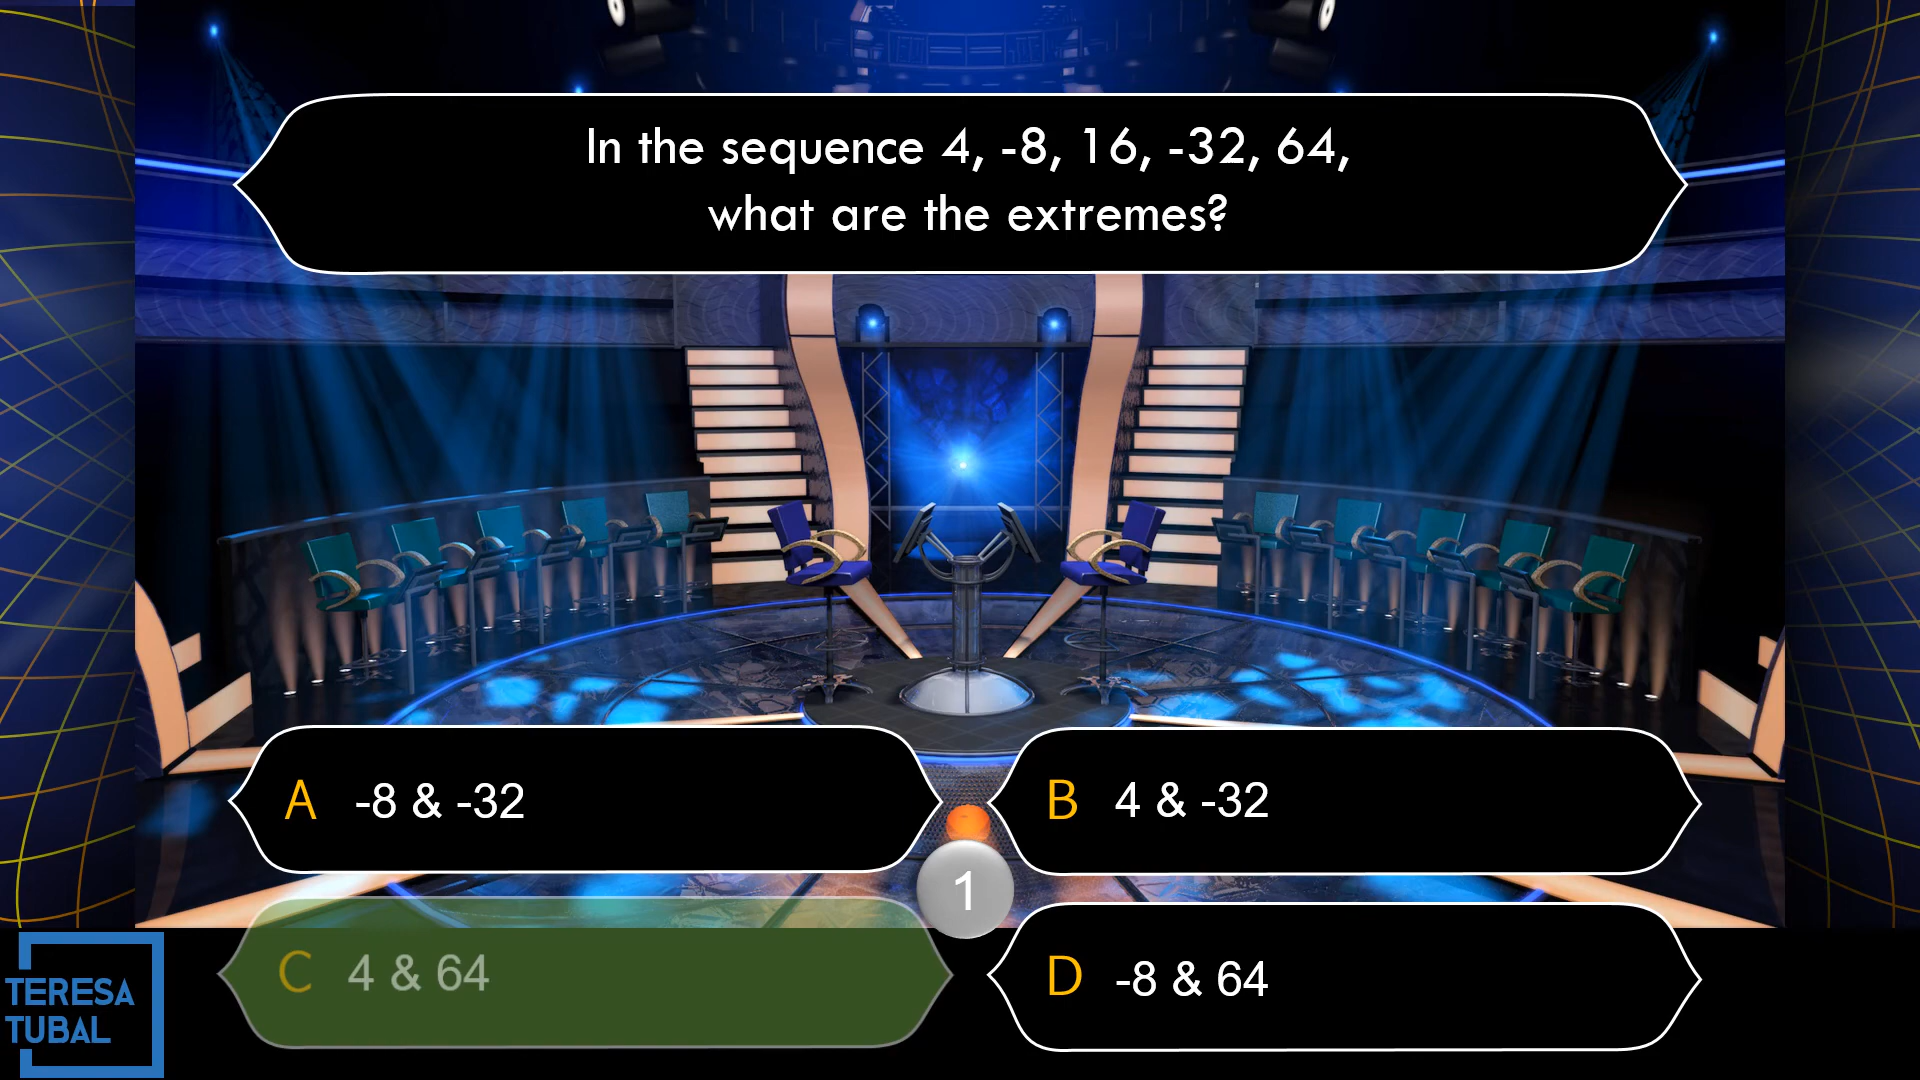 In the sequence 4, -8, 16, -32, 64,
what are the extremes?
A -8 & -32
B 4 & -32
1
C 4 & 64
D -8 & 64
TERESA
TUBAL